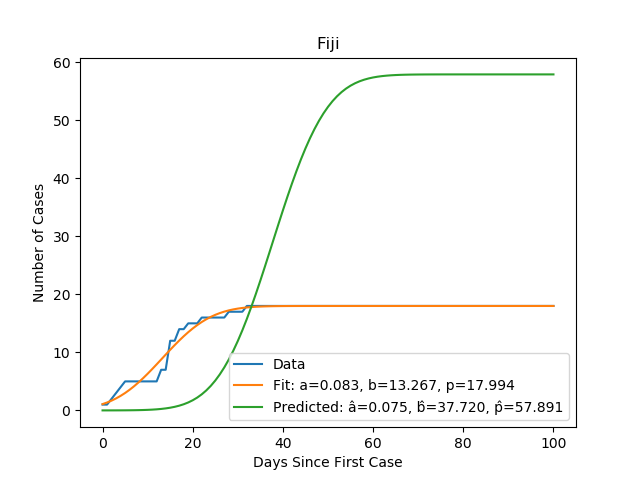 Fiji
Number of Cases
60
50
40
30
20
10
0
Data
Fit: a=0.083, b=13.267, p=17.994
Predicted: â=0.075, b̂=37.720, p̂=57.891
0 20 40 60 80 100
Days Since First Case